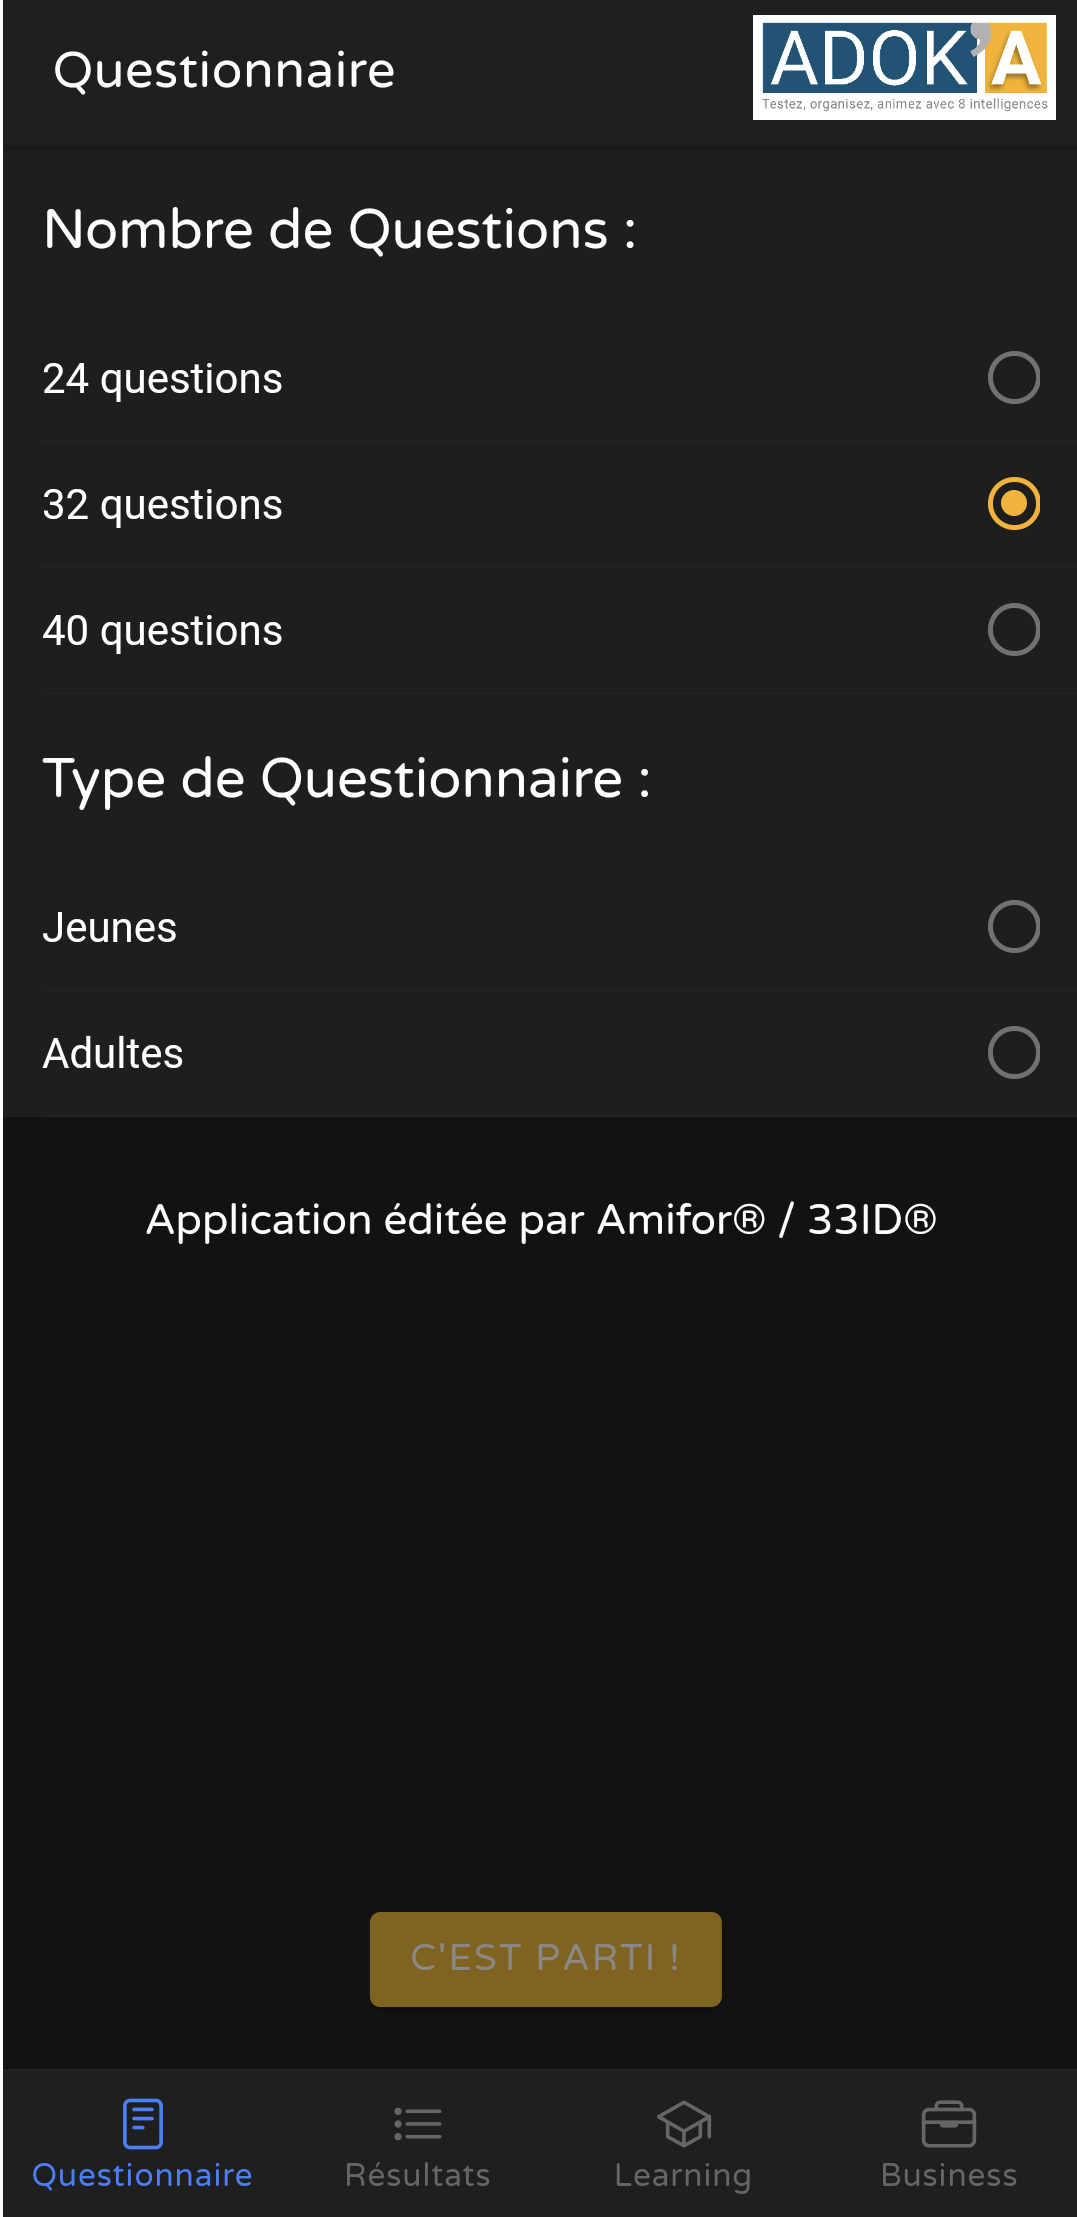 Questionnaire
ADOK'A
Testez, organisez, animez avec 8 intelligences
Nombre de Questions :
24 questions
32 questions
40 questions
Type de Questionnaire :
Jeunes
Adultes
Application éditée par Amifor® / 33ID®
C'EST PARTI !
Questionnaire
Résultats
Learning
Business